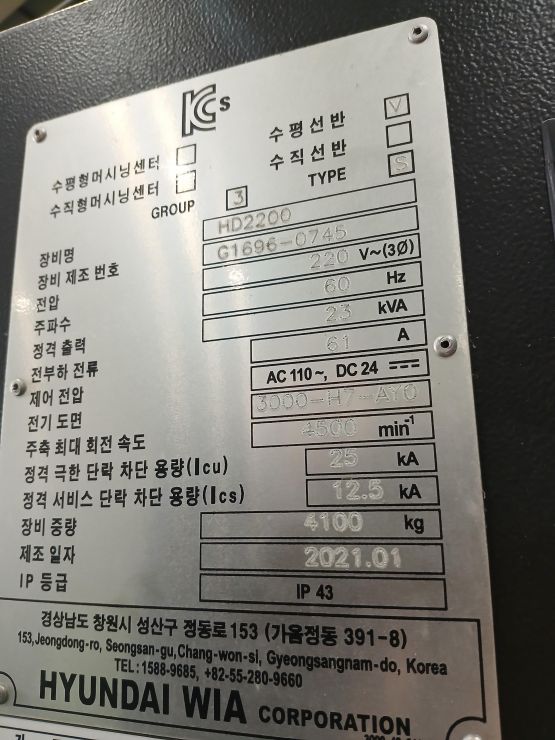 KCs
수평형머시닝센터 수평선반 V
수직형머시닝센터 수직선반
GROUP 3 TYPE S
장비명 HD2200
장비 제조 번호 G1696-0745
전압 220 V~(3Ø)
주파수 60 Hz
정격 출력 23 kVA
전부하 전류 61 A
제어 전압 AC 110 ~, DC 24
전기 도면 3000-H7-AY0
주축 최대 회전 속도 4500 min⁻¹
정격 극한 단락 차단 용량(Icu) 25 kA
정격 서비스 단락 차단 용량(Ics) 12.5 kA
장비 중량 4100 kg
제조 일자 2021.01
IP 등급 IP 43
경상남도 창원시 성산구 정동로 153 (가음정동 391-8)
153,Jeongdong-ro, Seongsan-gu,Chang-won-si, Gyeongsangnam-do, Korea
TEL:1588-9685, +82-55-280-9660
HYUNDAI WIA CORPORATION